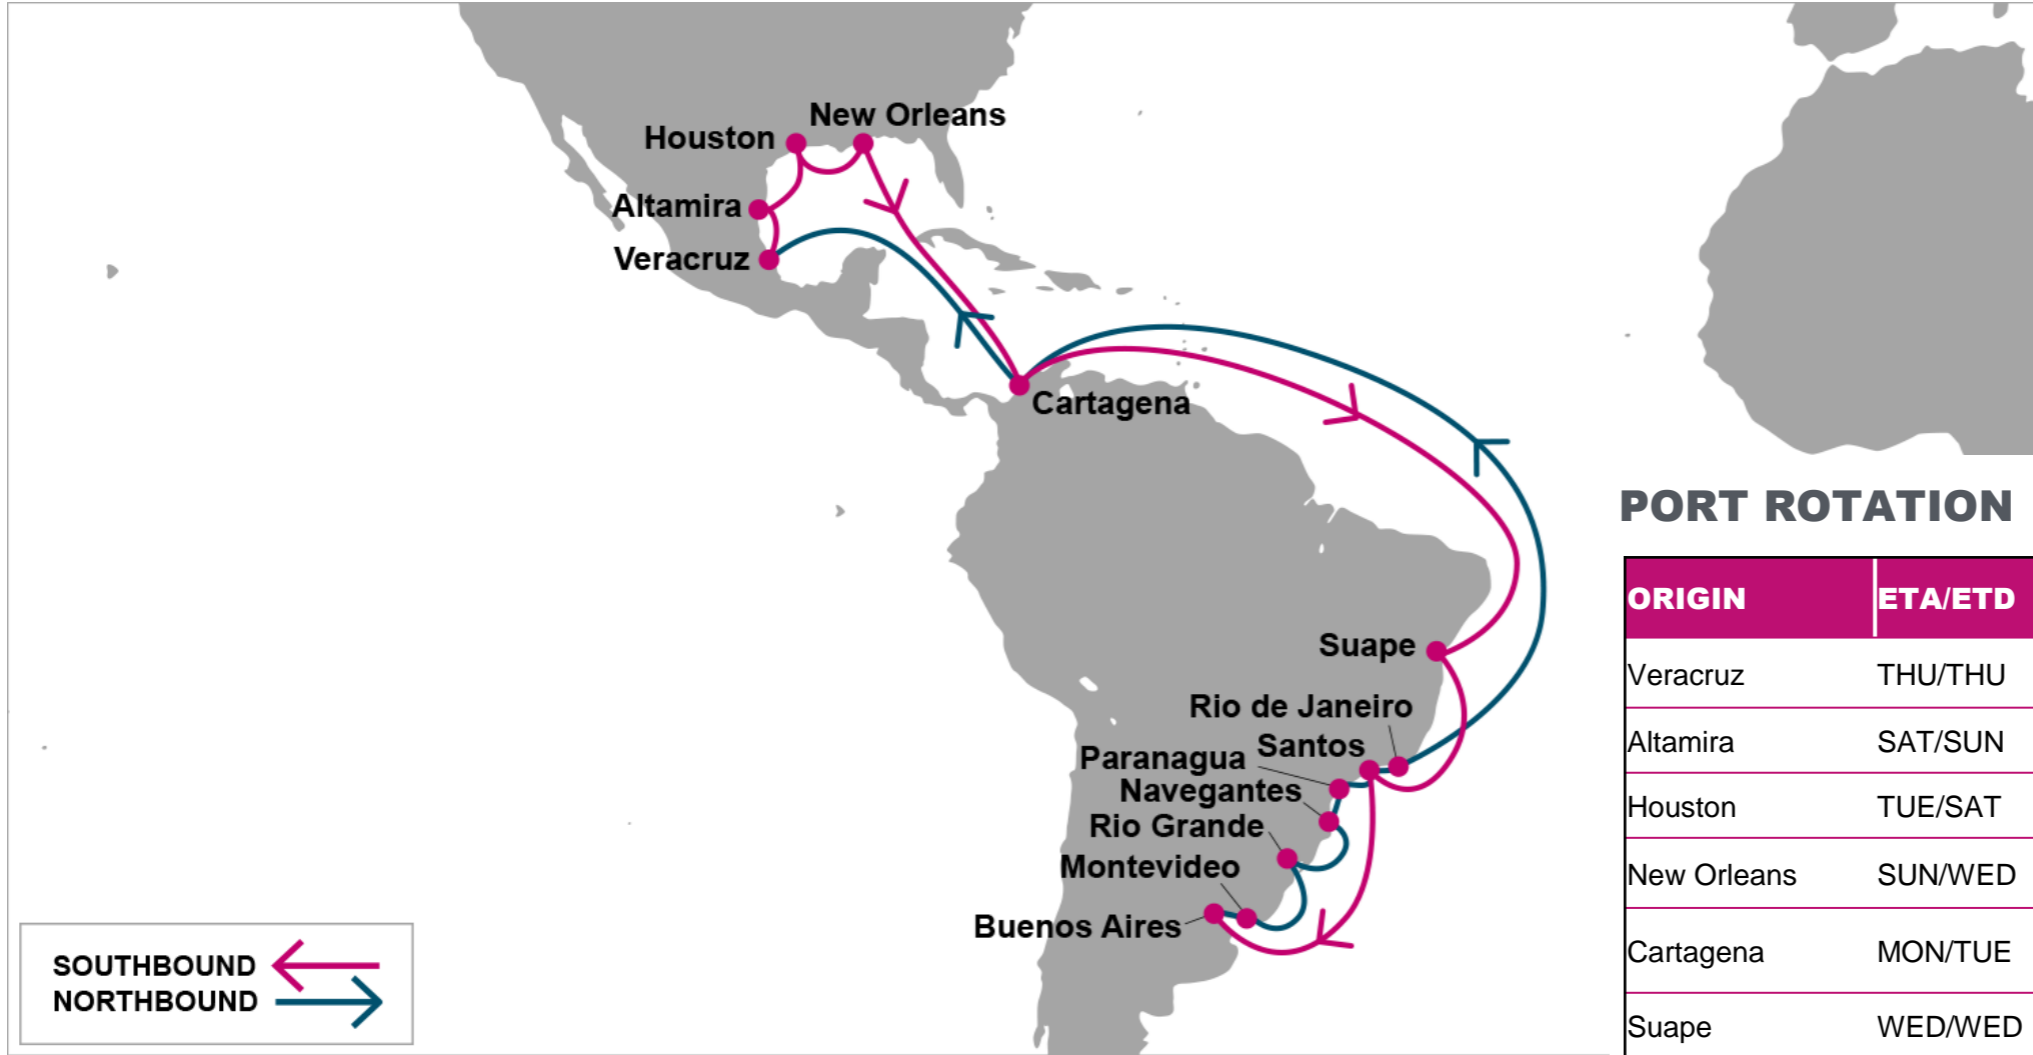 New Orleans
Houston
Altamira
Veracruz
Cartagena
Suape
Rio de Janeiro
Santos
Paranagua
Navegantes
Rio Grande
Montevideo
Buenos Aires
SOUTHBOUND
NORTHBOUND
PORT ROTATION
ORIGIN ETA/ETD
Veracruz THU/THU
Altamira SAT/SUN
Houston TUE/SAT
New Orleans SUN/WED
Cartagena MON/TUE
Suape WED/WED